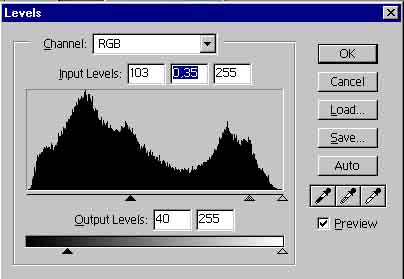 Levels
Channel: RGB
OK
Input Levels: 103 0,35 255
Cancel
Load...
Save...
Auto
Output Levels: 40 255
Preview